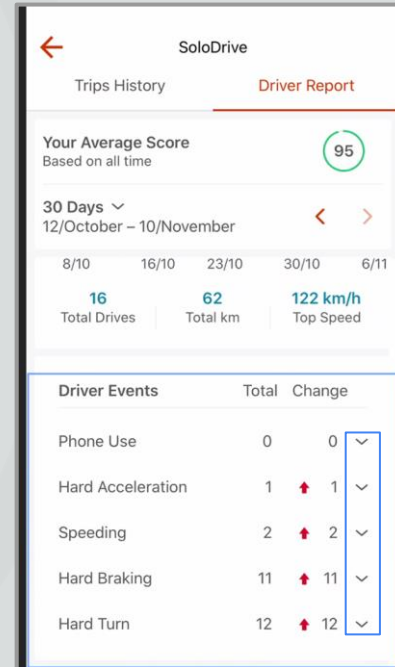 SoloDrive
Trips History Driver Report
Your Average Score
Based on all time
95
30 Days
12/October – 10/November
8/10 16/10 23/10 30/10 6/11
16 62 122 km/h
Total Drives Total km Top Speed
Driver Events Total Change
Phone Use 0 0
Hard Acceleration 1 1
Speeding 2 2
Hard Braking 11 11
Hard Turn 12 12